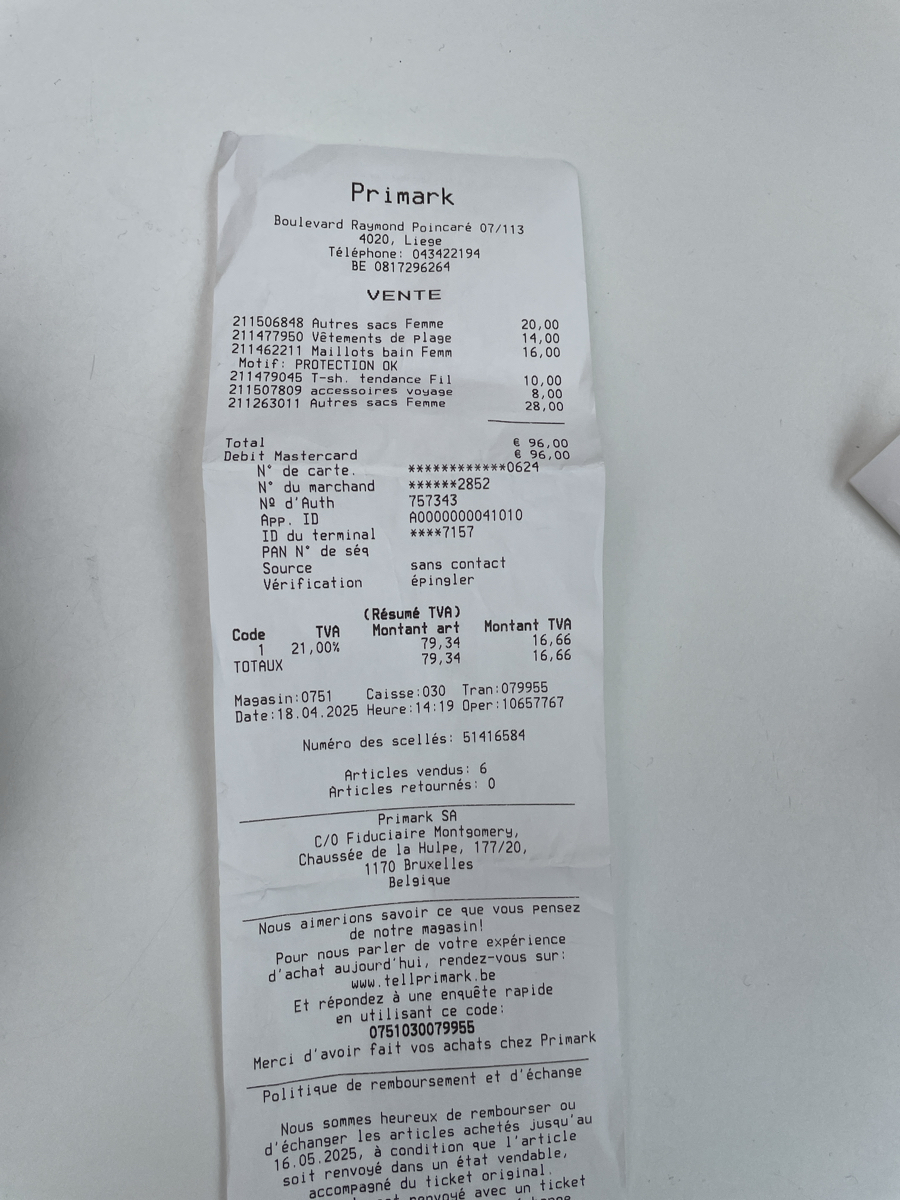 Primark
Boulevard Raymond Poincaré 07/113
4020, Liege
Téléphone: 043422194
BE 0817296264
VENTE
211506848 Autres sacs Femme 20,00
211477950 Vêtements de plage 14,00
211462211 Maillots bain Femm 16,00
Motif: PROTECTION OK
211479045 T-sh. tendance Fil 10,00
211507809 accessoires voyage 8,00
211263011 Autres sacs Femme 28,00
Total € 96,00
Debit Mastercard € 96,00
N° de carte. ************0624
N° du marchand ******2852
Nº d'Auth 757343
App. ID A0000000041010
ID du terminal ****7157
PAN N° de séq
Source sans contact
Vérification épingler
(Résumé TVA)
Code TVA Montant art Montant TVA
1 21,00% 79,34 16,66
TOTAUX 79,34 16,66
Magasin:0751 Caisse:030 Tran:079955
Date:18.04.2025 Heure:14:19 Oper:10657767
Numéro des scellés: 51416584
Articles vendus: 6
Articles retournés: 0
Primark SA
C/O Fiduciaire Montgomery,
Chaussée de la Hulpe, 177/20,
1170 Bruxelles
Belgique
Nous aimerions savoir ce que vous pensez
de notre magasin!
Pour nous parler de votre expérience
d'achat aujourd'hui, rendez-vous sur:
www.tellprimark.be
Et répondez à une enquête rapide
en utilisant ce code:
0751030079955
Merci d'avoir fait vos achats chez Primark
Politique de remboursement et d'échange
Nous sommes heureux de rembourser ou
d'échanger les articles achetés jusqu'au
16.05.2025, à condition que l'article
soit renvoyé dans un état vendable,
accompagné du ticket original.
renvoyé avec un ticket